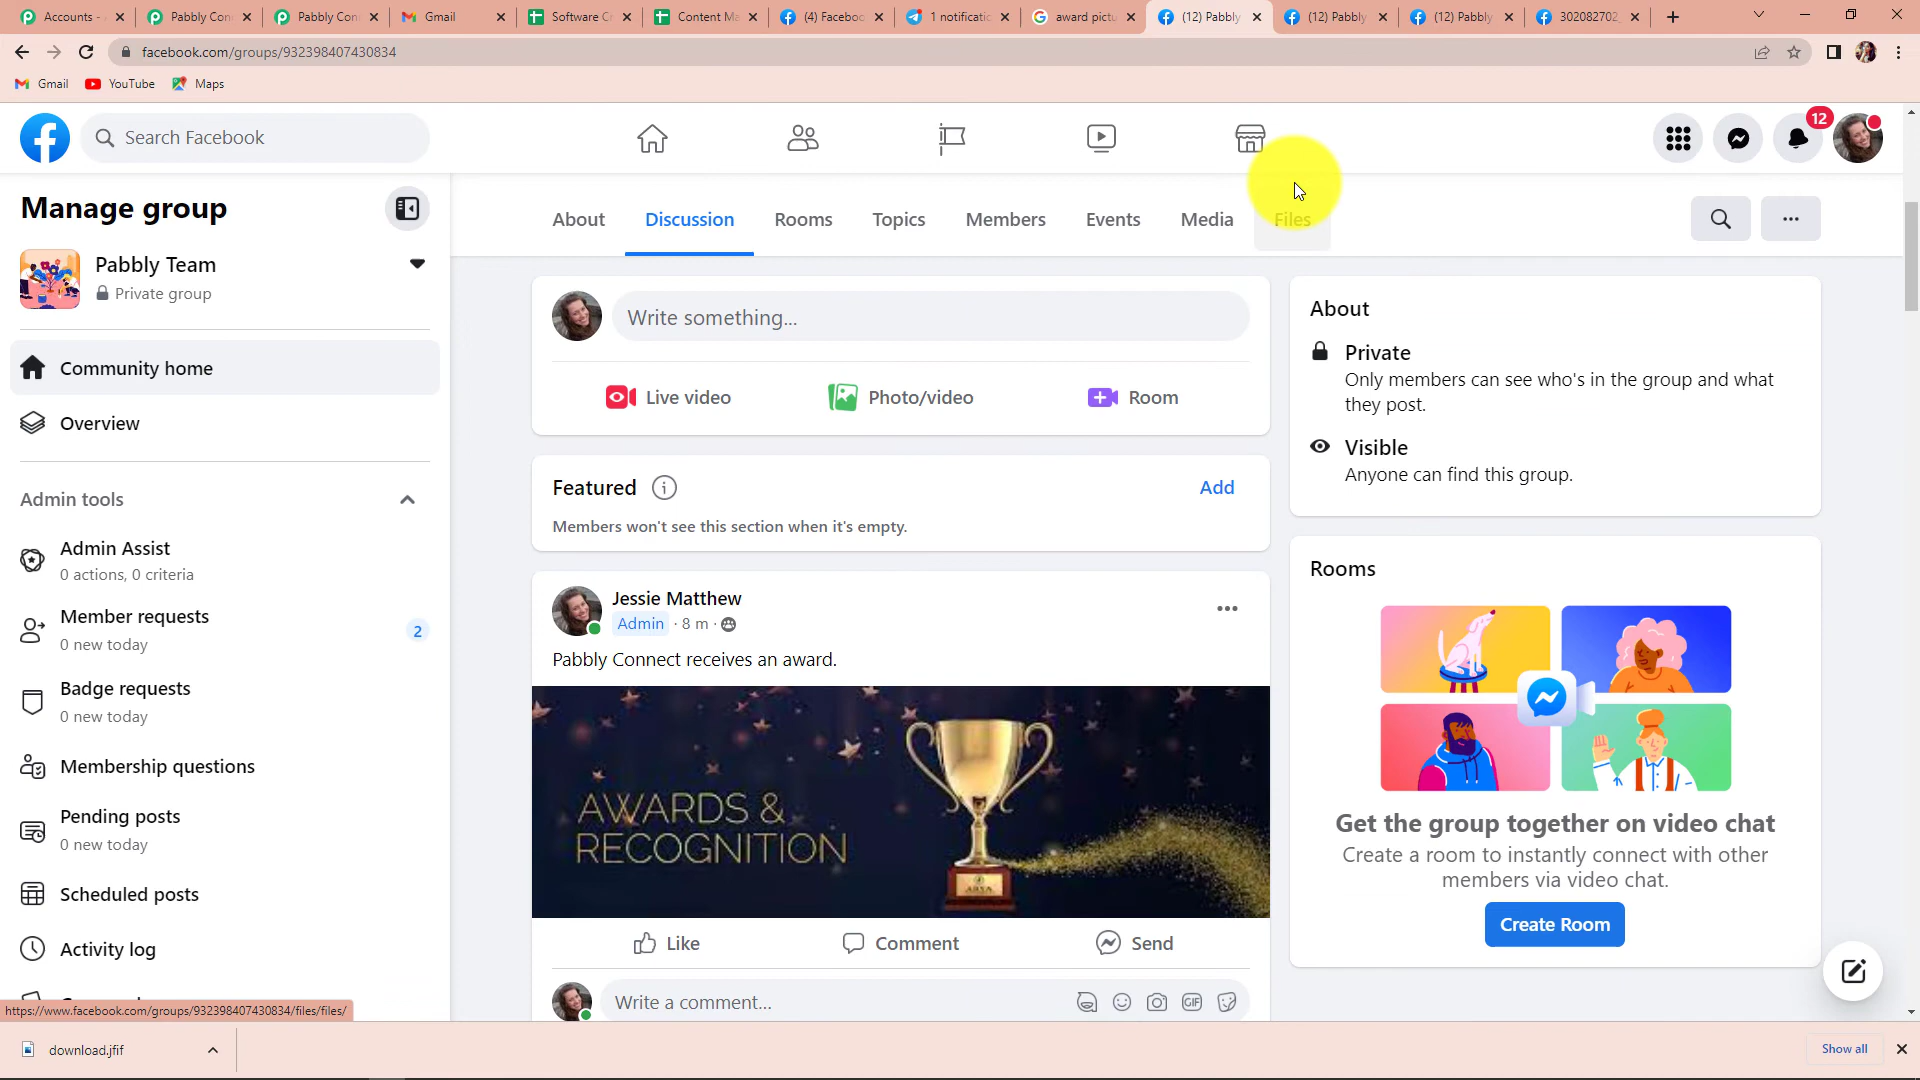 Accounts -
Pabbly Con
Pabbly Con
Gmail
Software C
Content Ma
(4) Faceboo
1 notificatio
award pictu
(12) Pabbly
(12) Pabbly
(12) Pabbly
302082702_
facebook.com/groups/932398407430834
Gmail
YouTube
Maps
Search Facebook
12
Manage group
Pabbly Team
Private group
Community home
Overview
Admin tools
Admin Assist
0 actions, 0 criteria
Member requests
0 new today
2
Badge requests
0 new today
Membership questions
Pending posts
0 new today
Scheduled posts
Activity log
About
Discussion
Rooms
Topics
Members
Events
Media
Files
Write something...
Live video
Photo/video
Room
Featured
Add
Members won't see this section when it's empty.
Jessie Matthew
Admin · 8 m ·
Pabbly Connect receives an award.
AWARDS &
RECOGNITION
Like
Comment
Send
Write a comment...
GIF
About
Private
Only members can see who's in the group and what
they post.
Visible
Anyone can find this group.
Rooms
Get the group together on video chat
Create a room to instantly connect with other
members via video chat.
Create Room
https://www.facebook.com/groups/932398407430834/files/files/
download.jfif
Show all